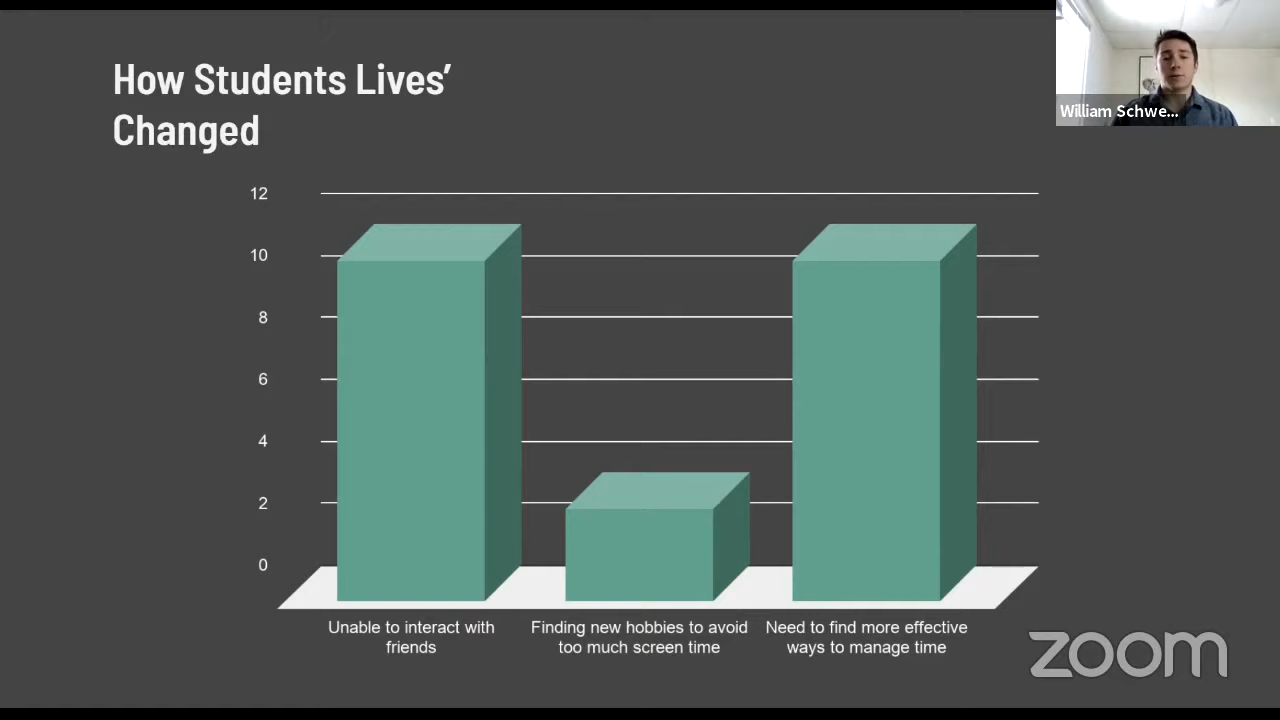 How Students Lives’
Changed
William Schwe...
12
10
8
6
4
2
0
Unable to interact with
friends
Finding new hobbies to avoid
too much screen time
Need to find more effective
ways to manage time
zoom